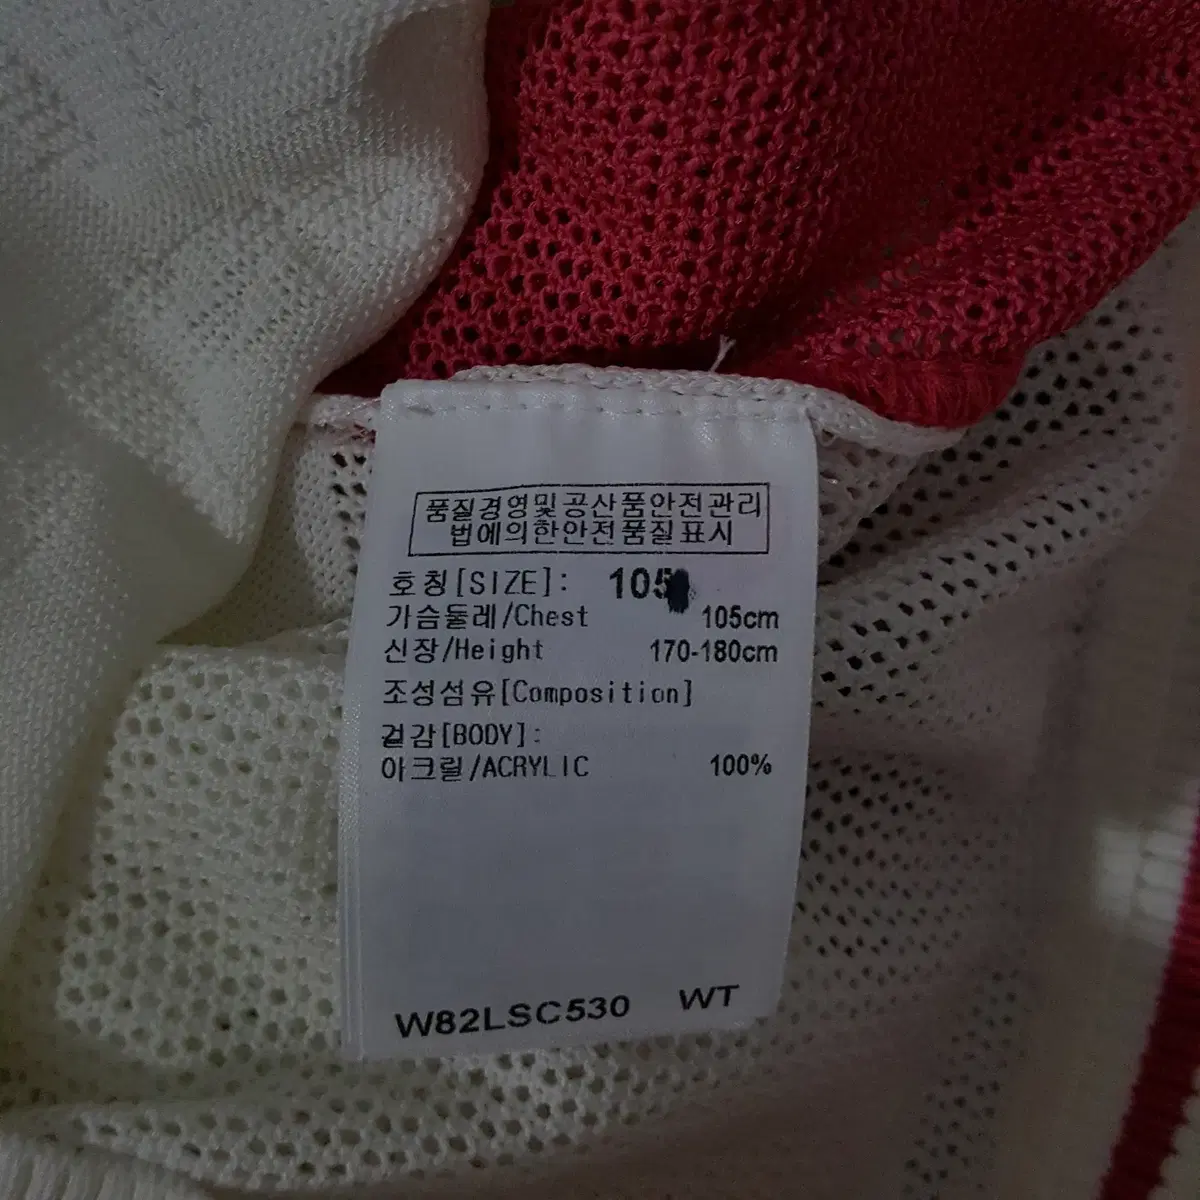 품질경영및공산품안전관리
법에의한안전품질표시
호칭[SIZE]: 105
가슴둘레/Chest 105cm
신장/Height 170-180cm
조성섬유[Composition]
겉감[BODY]:
아크릴/ACRYLIC 100%
W82LSC530 WT